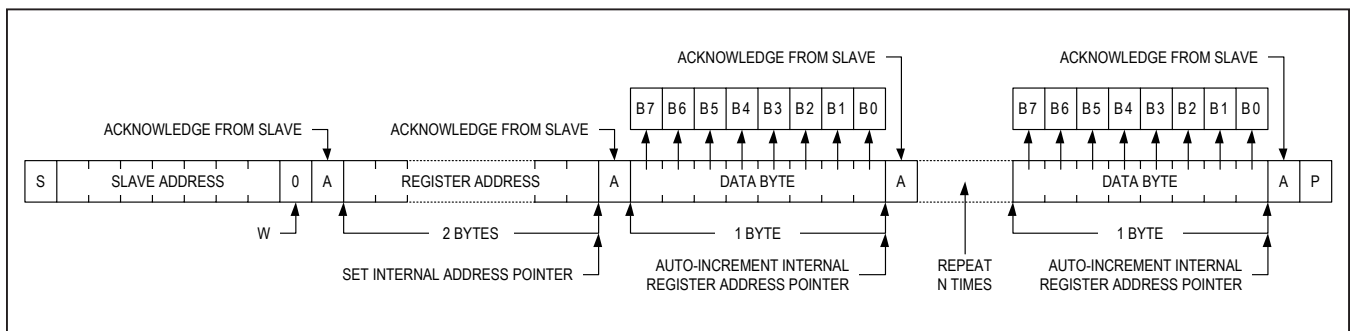 ACKNOWLEDGE FROM SLAVE
ACKNOWLEDGE FROM SLAVE
B7 B6 B5 B4 B3 B2 B1 B0
B7 B6 B5 B4 B3 B2 B1 B0
ACKNOWLEDGE FROM SLAVE
ACKNOWLEDGE FROM SLAVE
S SLAVE ADDRESS 0 A REGISTER ADDRESS A DATA BYTE A DATA BYTE A P
W
2 BYTES
1 BYTE
1 BYTE
SET INTERNAL ADDRESS POINTER
AUTO-INCREMENT INTERNAL
REGISTER ADDRESS POINTER
REPEAT
N TIMES
AUTO-INCREMENT INTERNAL
REGISTER ADDRESS POINTER